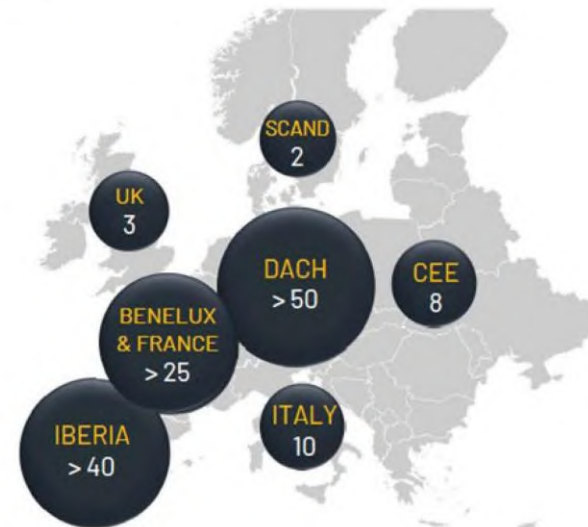 SCAND
2
UK
3
DACH
> 50
CEE
8
BENELUX
& FRANCE
> 25
ITALY
10
IBERIA
> 40